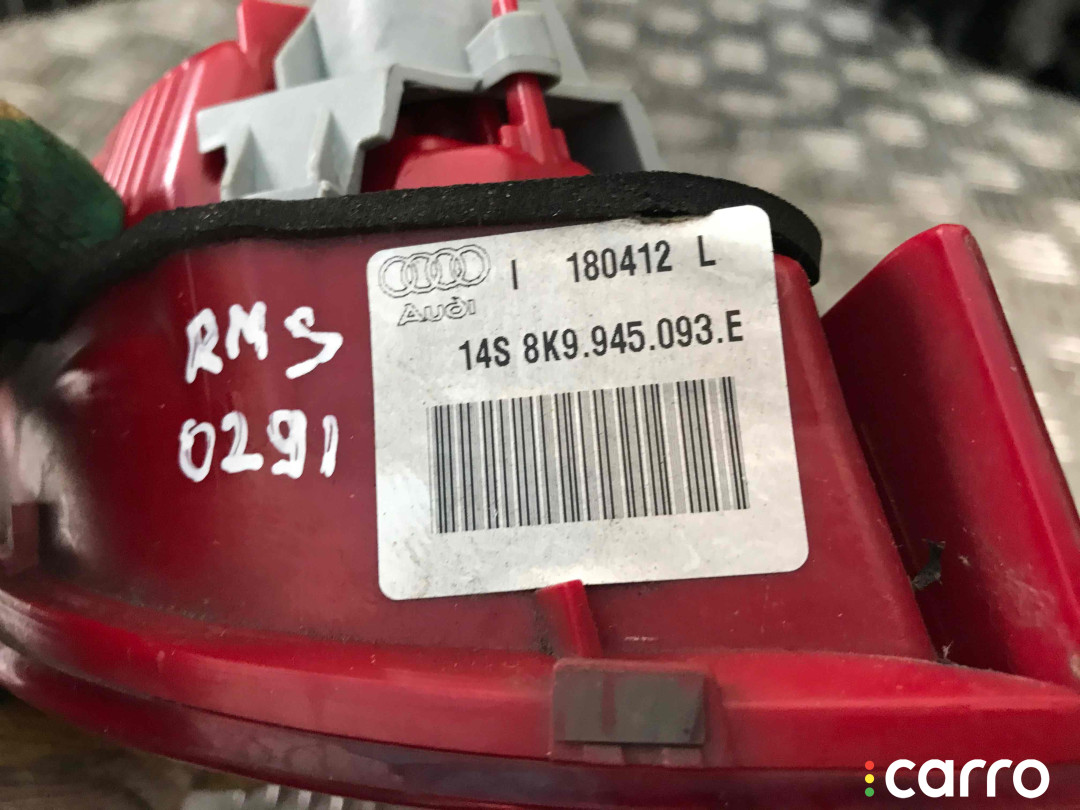 I 180412 L
Audi
14S 8K9.945.093.E
RMS
0291
carro